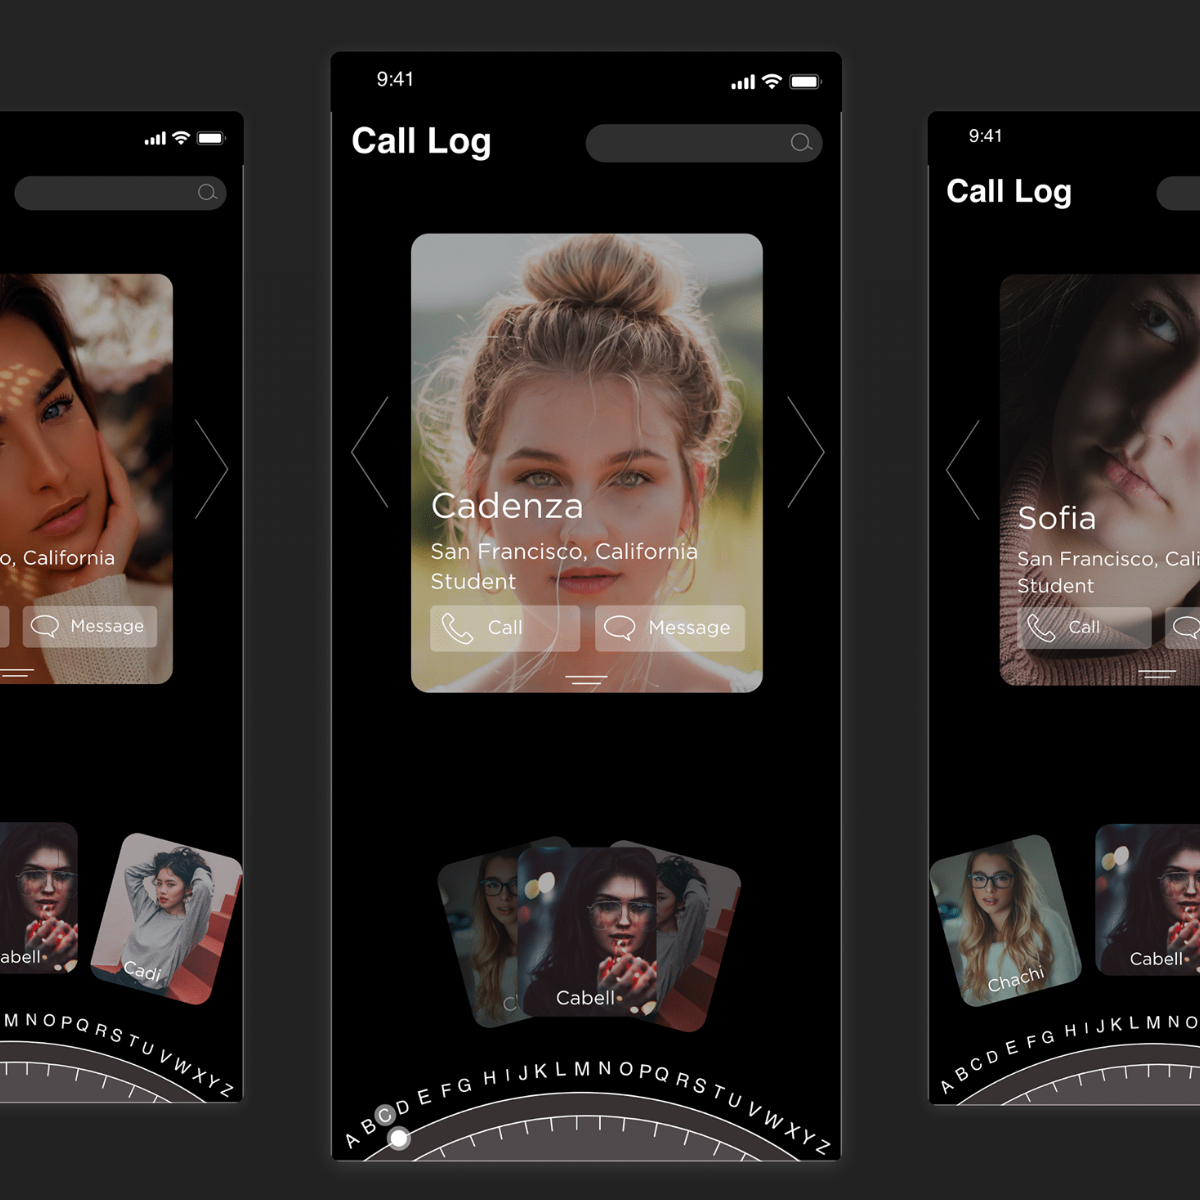 o, California
Message
abell
Cadi
M N O P Q R S T U V W X Y Z
9:41
Call Log
Cadenza
San Francisco, California
Student
Call
Message
Cabell
A B C D E F G H I J K L M N O P Q R S T U V W X Y Z
9:41
Call Log
Sofia
San Francisco, Cali
Student
Call
Chachi
Cabell
A B C D E F G H I J K L M N O